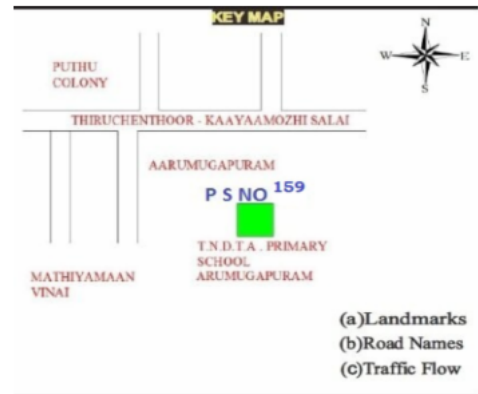 KEY MAP
N
W E
S
PUTHU
COLONY
THIRUCHENTHOOR - KAAYAAMOZHI SALAI
AARUMUGAPURAM
P S NO 159
T.N.D.T.A . PRIMARY
SCHOOL
ARUMUGAPURAM
MATHIYAMAAN
VINAI
(a)Landmarks
(b)Road Names
(c)Traffic Flow